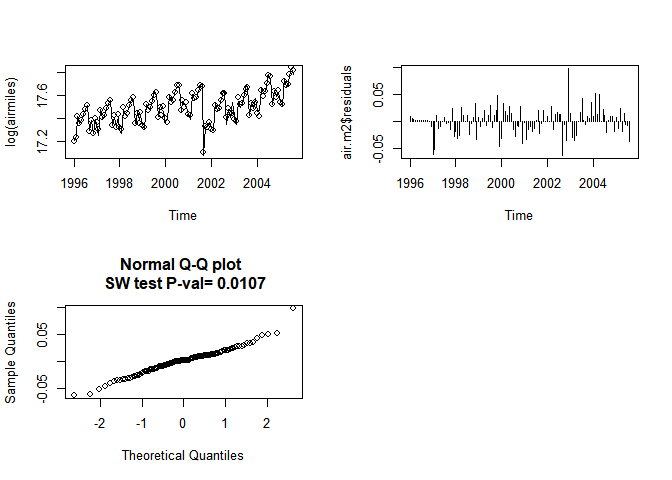 log(airmiles)
17.6
17.2
1996 1998 2000 2002 2004
Time
air.m2$residuals
0.05
-0.05
1996 1998 2000 2002 2004
Time
Normal Q-Q plot
SW test P-val= 0.0107
Sample Quantiles
0.05
-0.05
-2 -1 0 1 2
Theoretical Quantiles